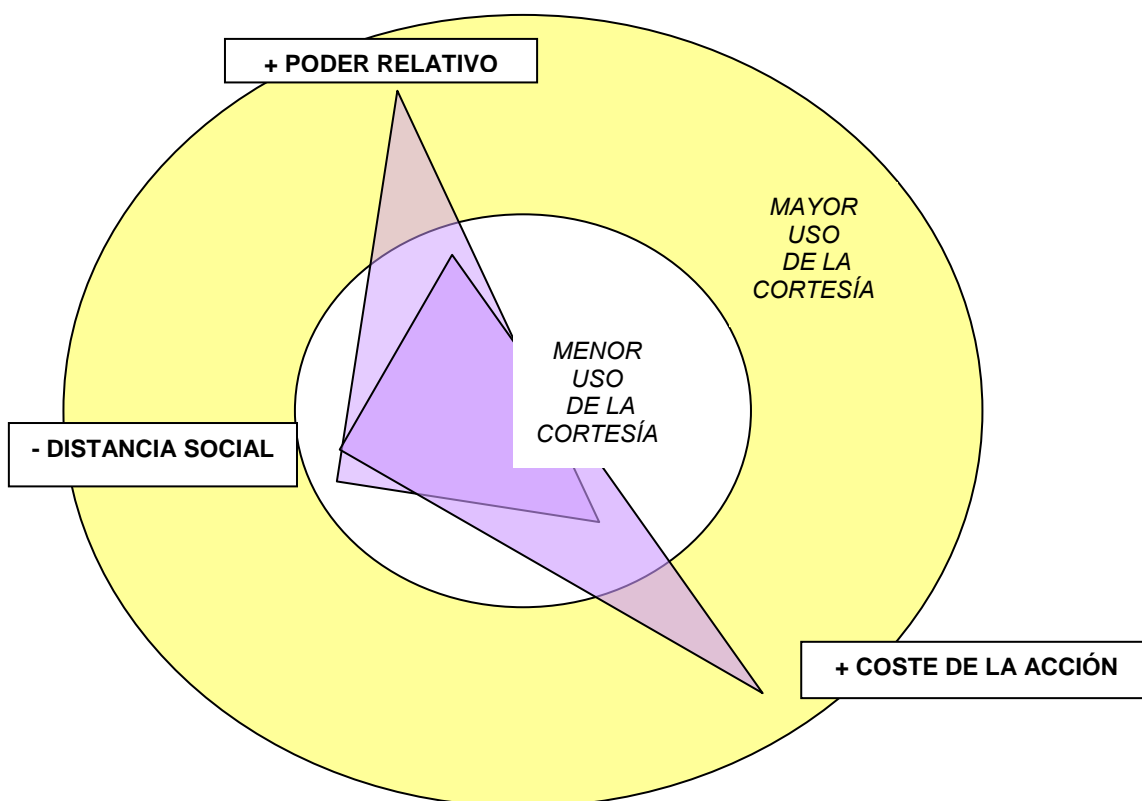 + PODER RELATIVO
MAYOR
USO
DE LA
CORTESÍA
MENOR
USO
DE LA
CORTESÍA
- DISTANCIA SOCIAL
+ COSTE DE LA ACCIÓN